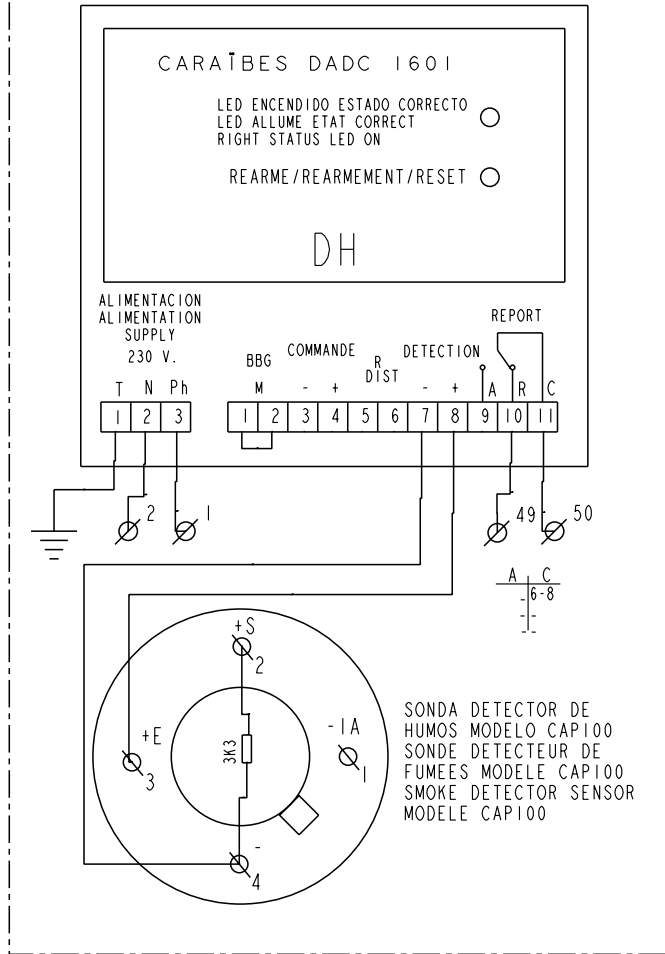 CARAÏBES DADC 1601
LED ENCENDIDO ESTADO CORRECTO
LED ALLUME ETAT CORRECT
RIGHT STATUS LED ON
REARME/REARMEMENT/RESET
DH
ALIMENTACION
ALIMENTATION
SUPPLY
230 V.
T N Ph
1 2 3
REPORT
BBG COMMANDE R DETECTION
DIST
M - + - + A R C
1 2 3 4 5 6 7 8 9 10 11
2 1 49 50
A C
- 6-8
-
- -
+S
2
+E
3
3K3
-1A
1
-
4
SONDA DETECTOR DE
HUMOS MODELO CAP100
SONDE DETECTEUR DE
FUMEES MODELE CAP100
SMOKE DETECTOR SENSOR
MODELE CAP100